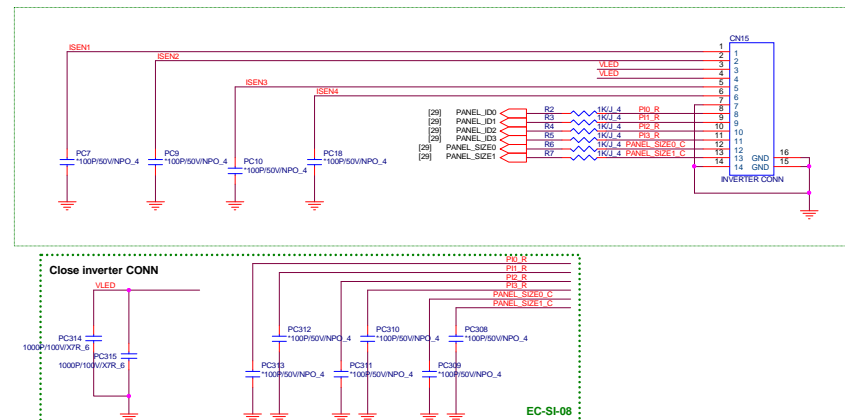 CN15
ISEN1
1
1
ISEN2
2
2
VLED
3
3
VLED
4
4
ISEN3
5
5
ISEN4
6
6
7
7
[29] PANEL_ID0 R2 1K/J_4 PI0_R 8
8
[29] PANEL_ID1 R3 1K/J_4 PI1_R 9
9
[29] PANEL_ID2 R4 1K/J_4 PI2_R 10
10
[29] PANEL_ID3 R5 1K/J_4 PI3_R 11
11
[29] PANEL_SIZE0 R6 1K/J_4 PANEL_SIZE0_C 12
12
[29] PANEL_SIZE1 R7 1K/J_4 PANEL_SIZE1_C 13
13 GND 16
14
14 GND 15
INVERTER CONN
PC7
*100P/50V/NPO_4
PC9
*100P/50V/NPO_4
PC10
*100P/50V/NPO_4
PC18
*100P/50V/NPO_4
Close inverter CONN
VLED
PI0_R
PI1_R
PI2_R
PI3_R
PANEL_SIZE0_C
PANEL_SIZE1_C
PC314
1000P/100V/X7R_6
PC315
1000P/100V/X7R_6
PC312
*100P/50V/NPO_4
PC310
*100P/50V/NPO_4
PC308
*100P/50V/NPO_4
PC313
*100P/50V/NPO_4
PC311
*100P/50V/NPO_4
PC309
*100P/50V/NPO_4
EC-SI-08